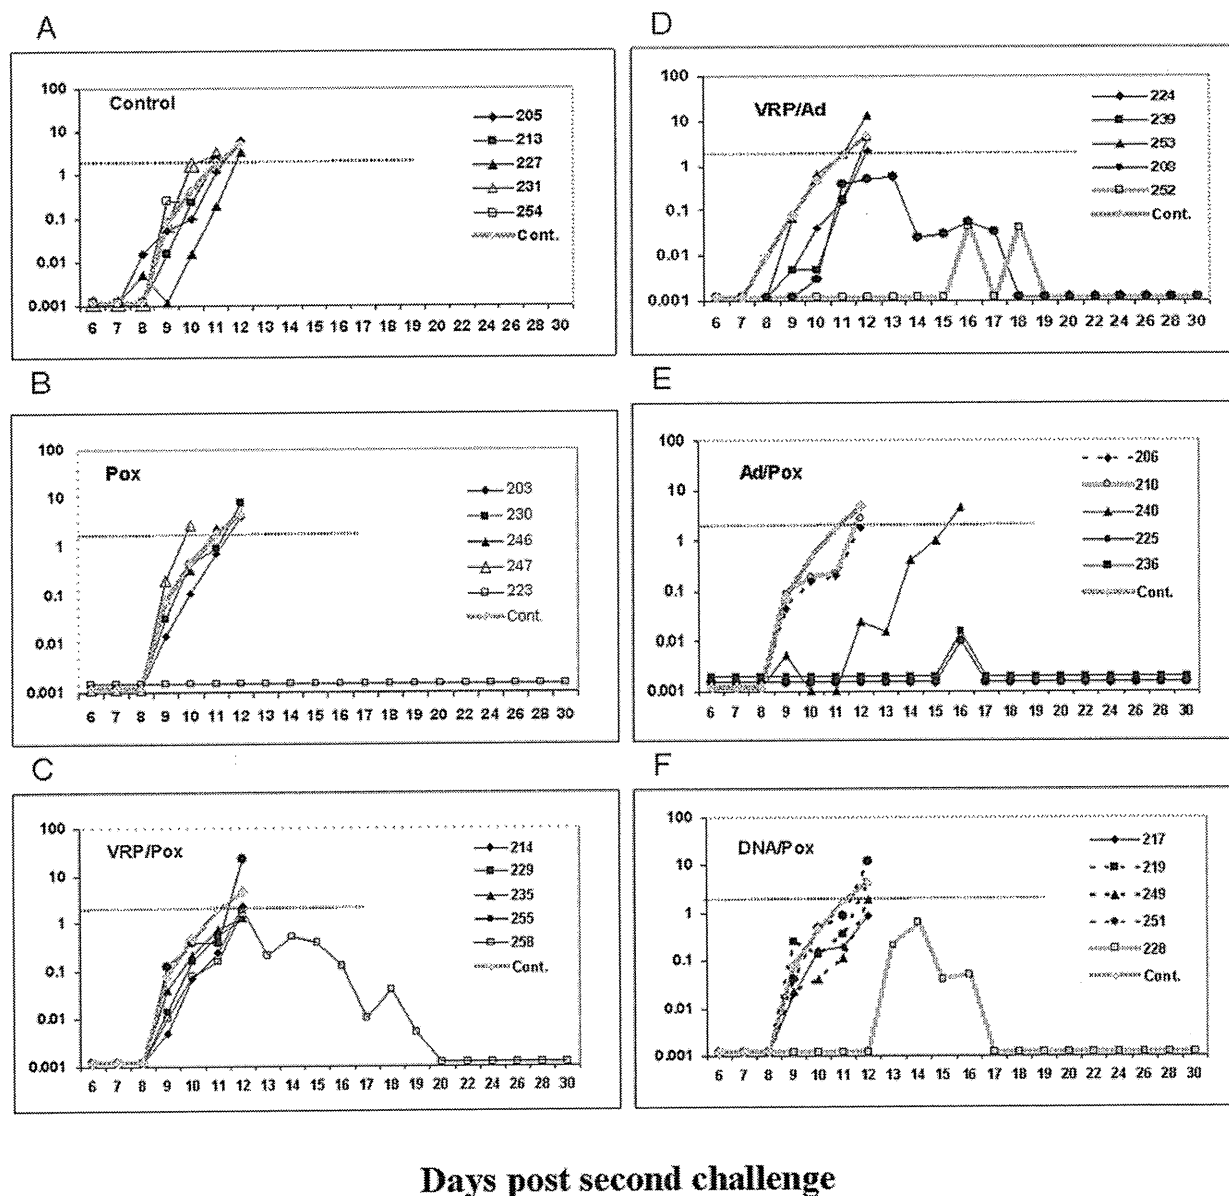 A
Control
100
10
1
0.1
0.01
0.001
6 7 8 9 10 11 12 13 14 15 16 17 18 19 20 22 24 26 28 30
205
213
227
231
254
Cont.
B
Pox
100
10
1
0.1
0.01
0.001
6 7 8 9 10 11 12 13 14 15 16 17 18 19 20 22 24 26 28 30
203
230
246
247
223
Cont.
C
VRP/Pox
100
10
1
0.1
0.01
0.001
6 7 8 9 10 11 12 13 14 15 16 17 18 19 20 22 24 26 28 30
214
229
235
255
258
Cont.
D
VRP/Ad
100
10
1
0.1
0.01
0.001
6 7 8 9 10 11 12 13 14 15 16 17 18 19 20 22 24 26 28 30
224
239
253
208
252
Cont.
E
Ad/Pox
100
10
1
0.1
0.01
0.001
6 7 8 9 10 11 12 13 14 15 16 17 18 19 20 22 24 26 28 30
206
210
240
225
236
Cont.
F
DNA/Pox
100
10
1
0.1
0.01
0.001
6 7 8 9 10 11 12 13 14 15 16 17 18 19 20 22 24 26 28 30
217
219
249
251
228
Cont.
Days post second challenge